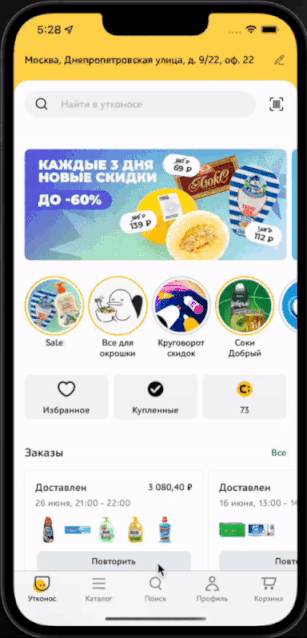 5:28
Москва, Днепропетровская улица, д. 9/22, оф. 22
Найти в утконосе
КАЖДЫЕ 3 ДНЯ
НОВЫЕ СКИДКИ
ДО -60%
69 ₽
139 ₽
112 ₽
Sale
Все для
окрошки
Круговорот
скидок
Соки
Добрый
Избранное
Купленные
С:
73
Заказы
Все
Доставлен
3 080,40 ₽
26 июня, 21:00 - 22:00
Повторить
Доставлен
16 июня, 13:00 - 1
Повт
Утконос
Каталог
Поиск
Профиль
Корзина